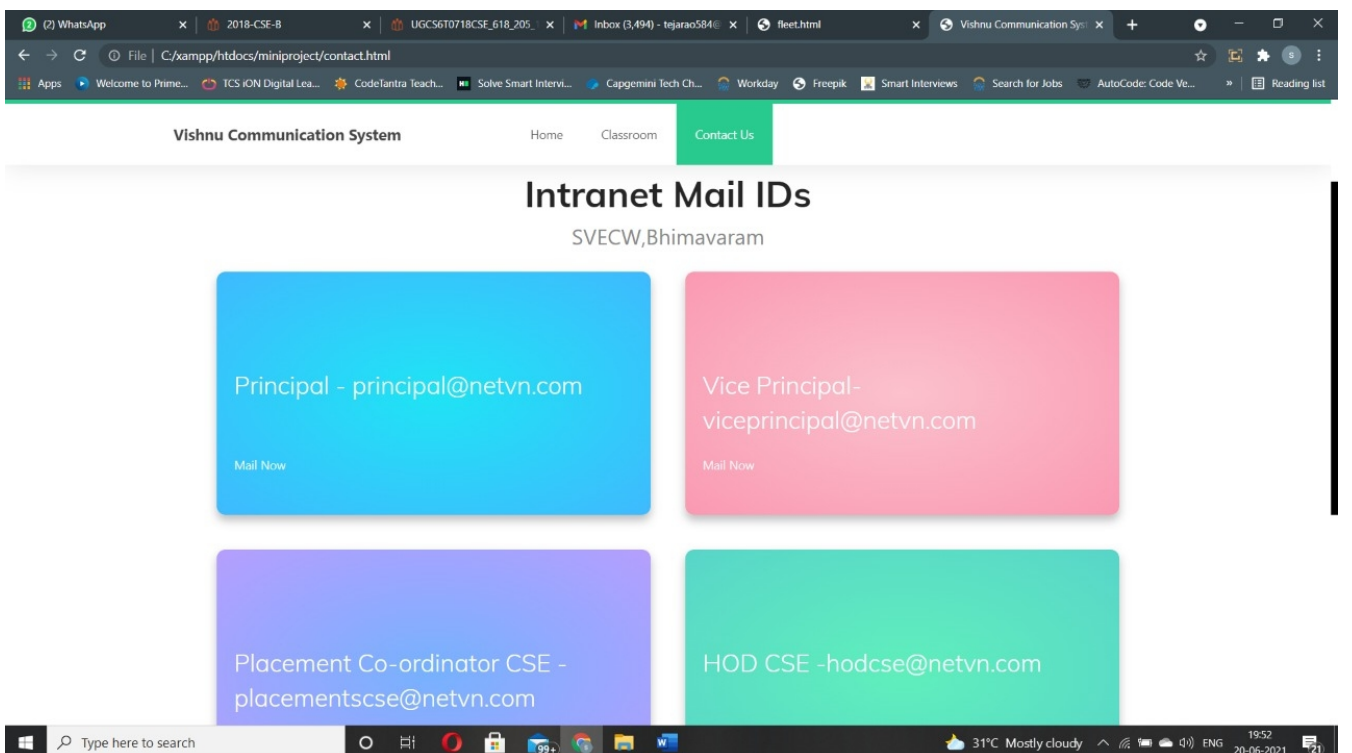 (2) WhatsApp
2018-CSE-B
UGCS6T0718CSE_618_205_
Inbox (3,494) - tejarao584@
fleet.html
Vishnu Communication Syst
File | C:/xampp/htdocs/miniproject/contact.html
S
Apps
Welcome to Prime...
TCS iON Digital Lea...
CodeTantra Teach...
Solve Smart Intervi...
Capgemini Tech Ch...
Workday
Freepik
Smart Interviews
Search for Jobs
AutoCode: Code Ve...
»
Reading list
Vishnu Communication System
Home
Classroom
Contact Us
Intranet Mail IDs
SVECW,Bhimavaram
Principal - principal@netvn.com
Mail Now
Vice Principal-
viceprincipal@netvn.com
Mail Now
Placement Co-ordinator CSE -
placementscse@netvn.com
HOD CSE -hodcse@netvn.com
Type here to search
99+
31°C Mostly cloudy
ENG
19:52
20-06-2021
21